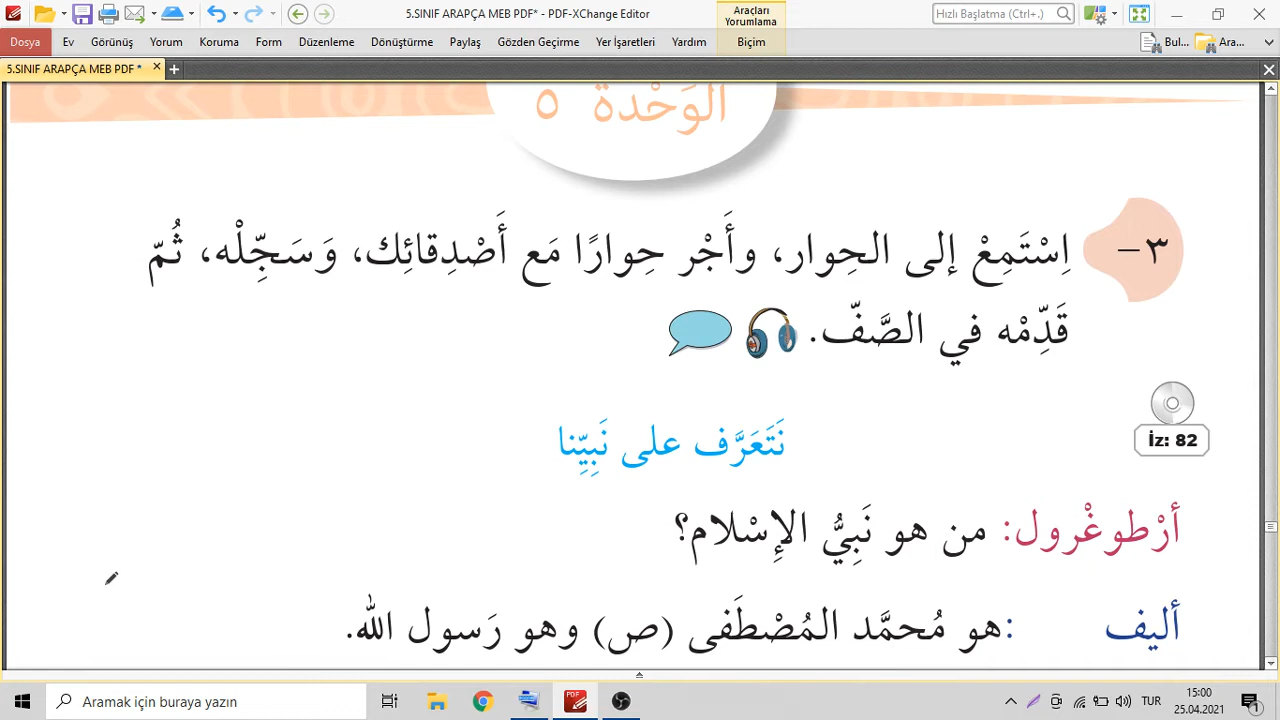 5.SINIF ARAPÇA MEB PDF* - PDF-XChange Editor
Araçları Yorumlama
Hızlı Başlatma (Ctrl+.)
Dosya Ev Görünüş Yorum Koruma Form Düzenleme Dönüştürme Paylaş Gözden Geçirme Yer İşaretleri Yardım Biçim Bul... Ara...
5.SINIF ARAPÇA MEB PDF *
الوَحْدة ٥
٣- اِسْتَمِعْ إلى الحِوار، وأَجْر حِوارًا مَع أَصْدِقائِك، وَسَجِّلْه، ثُمّ
قَدِّمْه في الصَّفّ.
İz: 82
نَتَعَرَّف على نَبِيِّنا
أرْطوغْرول: من هو نَبِيُّ الإِسْلام؟
أليف : هو مُحمَّد المُصْطَفى (ص) وهو رَسول الله.
Aramak için buraya yazın
PDF
TUR
15:00
25.04.2021
1